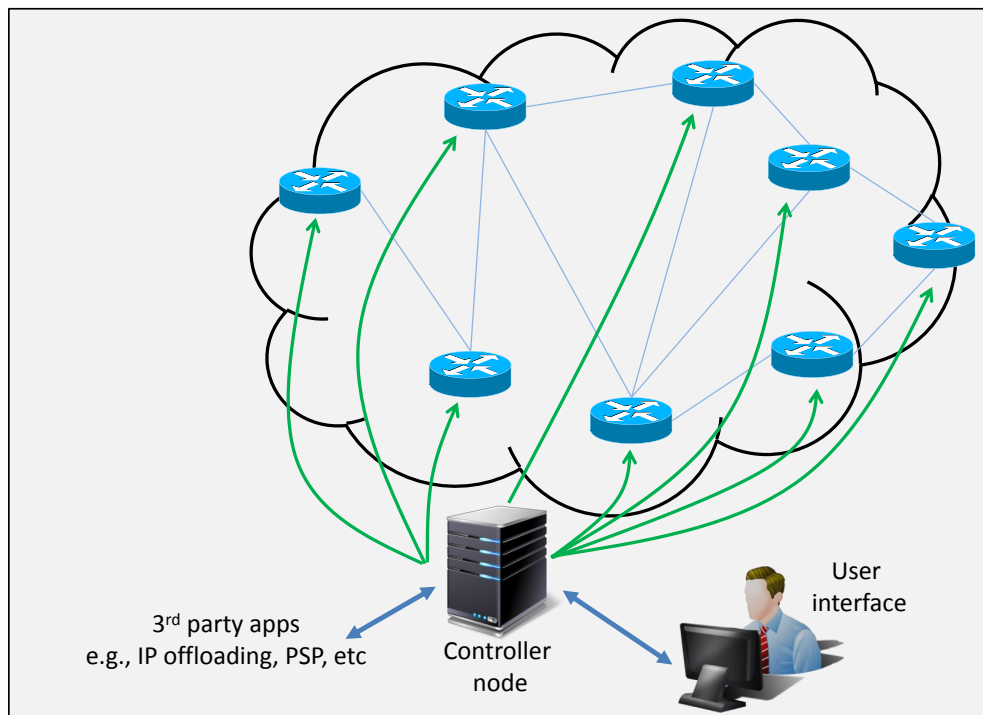 3rd party apps
e.g., IP offloading, PSP, etc
Controller
node
User
interface